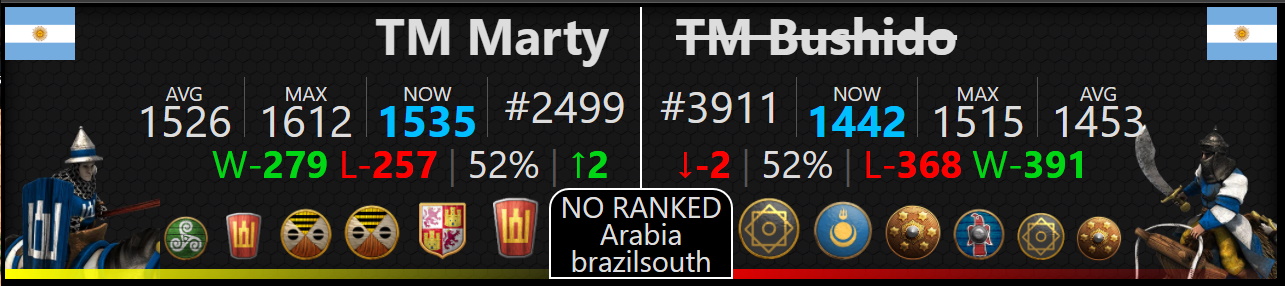 TM Marty TM Bushido
AVG MAX NOW #2499 #3911 NOW MAX AVG
1526 1612 1535 1442 1515 1453
W-279 L-257 | 52% | ↑2 ↓-2 | 52% | L-368 W-391
NO RANKED
Arabia
brazilsouth